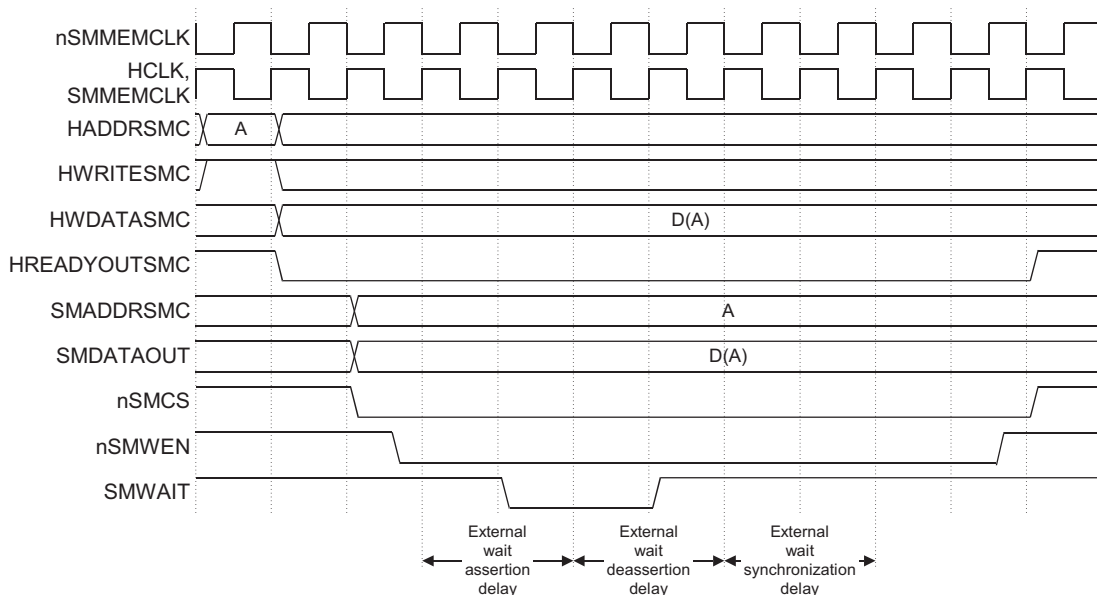 nSMMEMCLK
HCLK,
SMMEMCLK
HADDRSMC
A
HWRITESMC
HWDATASMC
D(A)
HREADYOUTSMC
SMADDRSMC
A
SMDATAOUT
D(A)
nSMCS
nSMWEN
SMWAIT
External
wait
assertion
delay
External
wait
deassertion
delay
External
wait
synchronization
delay